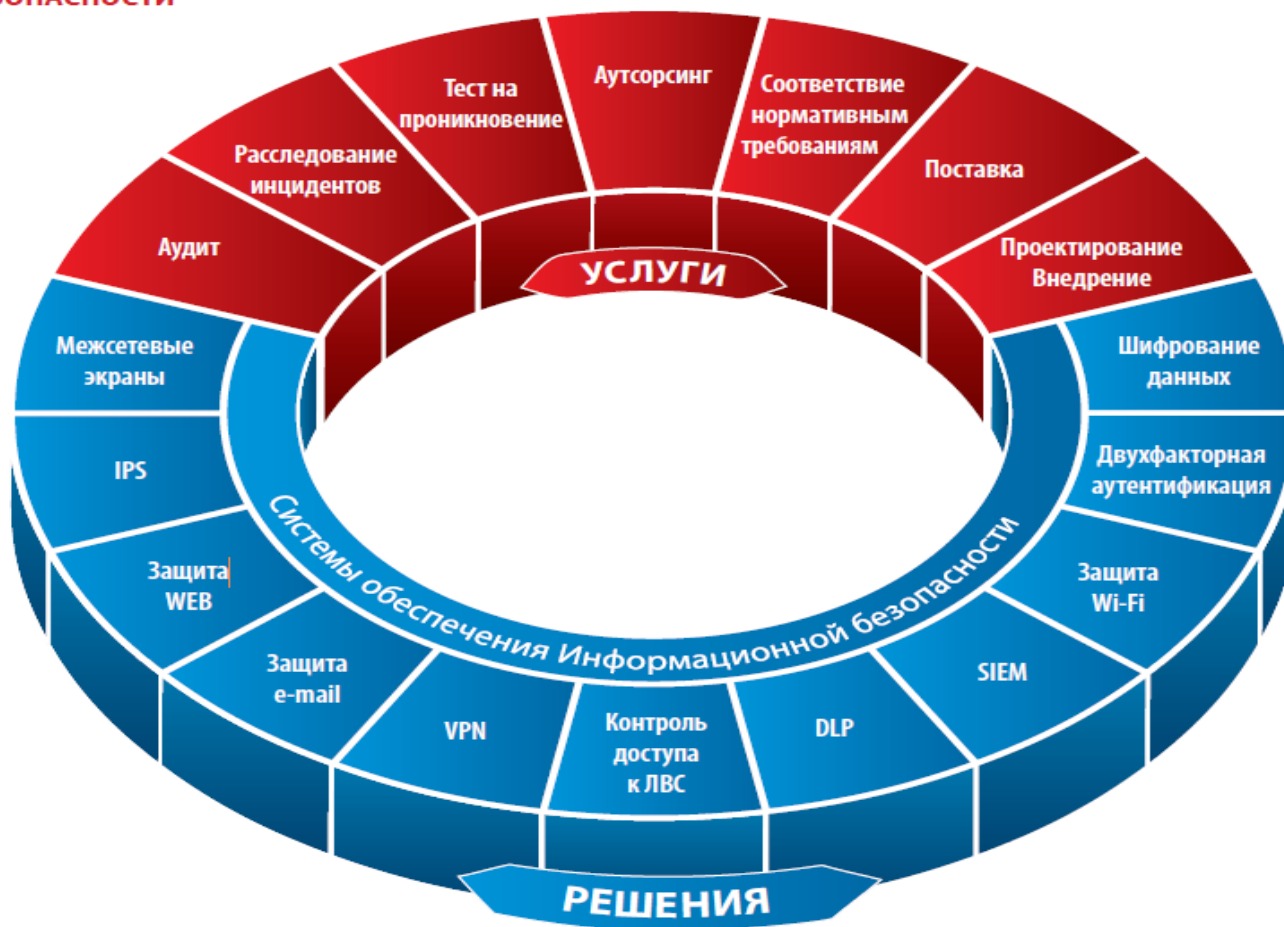 Тест на
проникновение
Аутсорсинг
Соответствие
нормативным
требованиям
Расследование
инцидентов
Поставка
Аудит
Проектирование
Внедрение
УСЛУГИ
Межсетевые
экраны
Шифрование
данных
IPS
Двухфакторная
аутентификация
Защита
WEB
Защита
Wi-Fi
Защита
e-mail
SIEM
VPN
Контроль
доступа
к ЛВС
DLP
Системы обеспечения Информационной безопасности
РЕШЕНИЯ